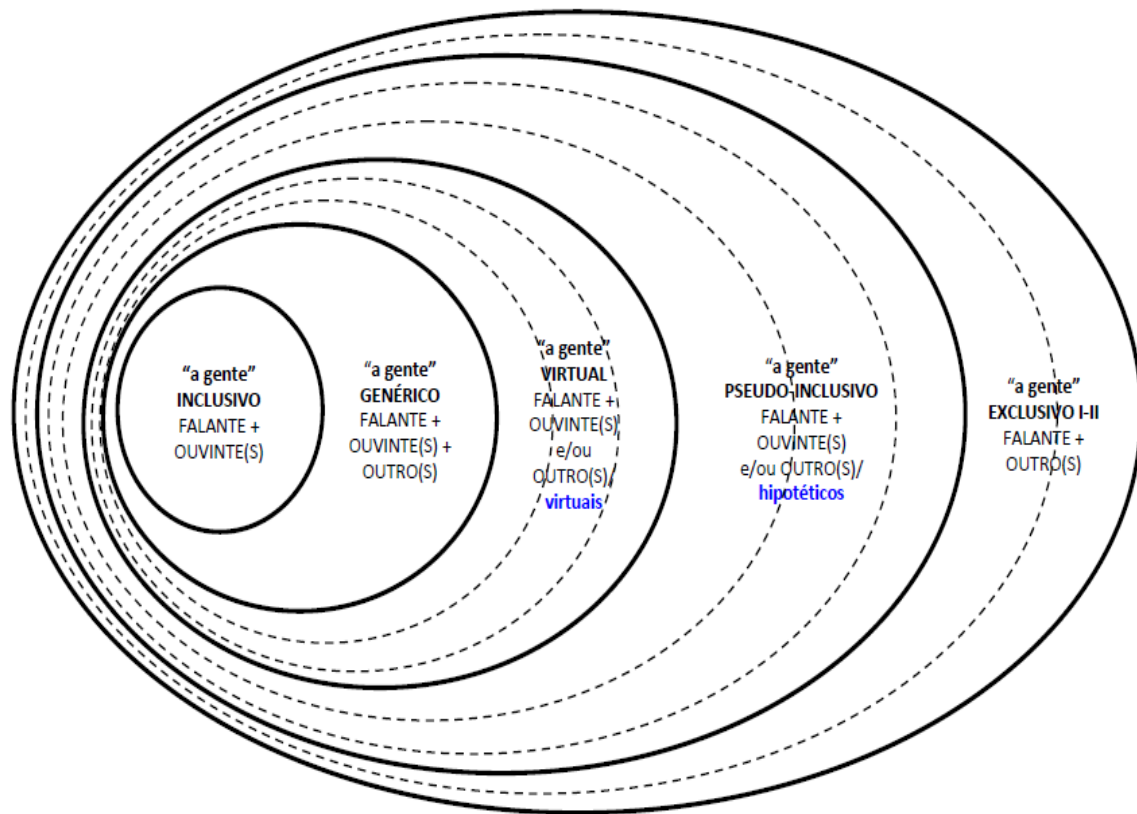 “a gente”
INCLUSIVO
FALANTE +
OUVINTE(S)
“a gente”
GENÉRICO
FALANTE +
OUVINTE(S) +
OUTRO(S)
“a gente”
VIRTUAL
FALANTE +
OUVINTE(S)
e/ou
OUTRO(S)/
virtuais
“a gente”
PSEUDO-INCLUSIVO
FALANTE +
OUVINTE(S)
e/ou OUTRO(S)/
hipotéticos
“a gente”
EXCLUSIVO I-II
FALANTE +
OUTRO(S)